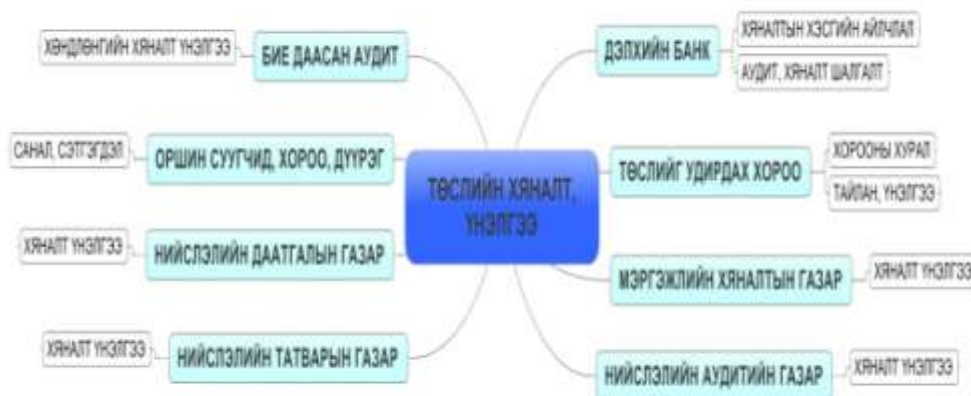 ХӨНДЛӨНГИЙН ХЯНАЛТ ҮНЭЛГЭЭ
БИЕ ДААСАН АУДИТ
САНАЛ, СЭТГЭГДЭЛ
ОРШИН СУУГЧИД, ХОРОО, ДҮҮРЭГ
ХЯНАЛТ ҮНЭЛГЭЭ
НИЙСЛЭЛИЙН ДААТГАЛЫН ГАЗАР
ХЯНАЛТ ҮНЭЛГЭЭ
НИЙСЛЭЛИЙН ТАТВАРЫН ГАЗАР
ТӨСЛИЙН ХЯНАЛТ,
ҮНЭЛГЭЭ
ДЭЛХИЙН БАНК
ХЯНАЛТЫН ХЭСГИЙН АЙЛЧЛАЛ
АУДИТ, ХЯНАЛТ ШАЛГАЛТ
ТӨСЛИЙГ УДИРДАХ ХОРОО
ХОРООНЫ ХУРАЛ
ТАЙЛАН, ҮНЭЛГЭЭ
МЭРГЭЖЛИЙН ХЯНАЛТЫН ГАЗАР
ХЯНАЛТ ҮНЭЛГЭЭ
НИЙСЛЭЛИЙН АУДИТИЙН ГАЗАР
ХЯНАЛТ ҮНЭЛГЭЭ